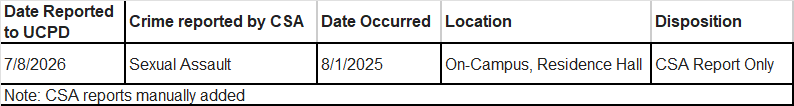 Date Reported to UCPD Crime reported by CSA Date Occurred Location Disposition
7/8/2026 Sexual Assault 8/1/2025 On-Campus, Residence Hall CSA Report Only
Note: CSA reports manually added